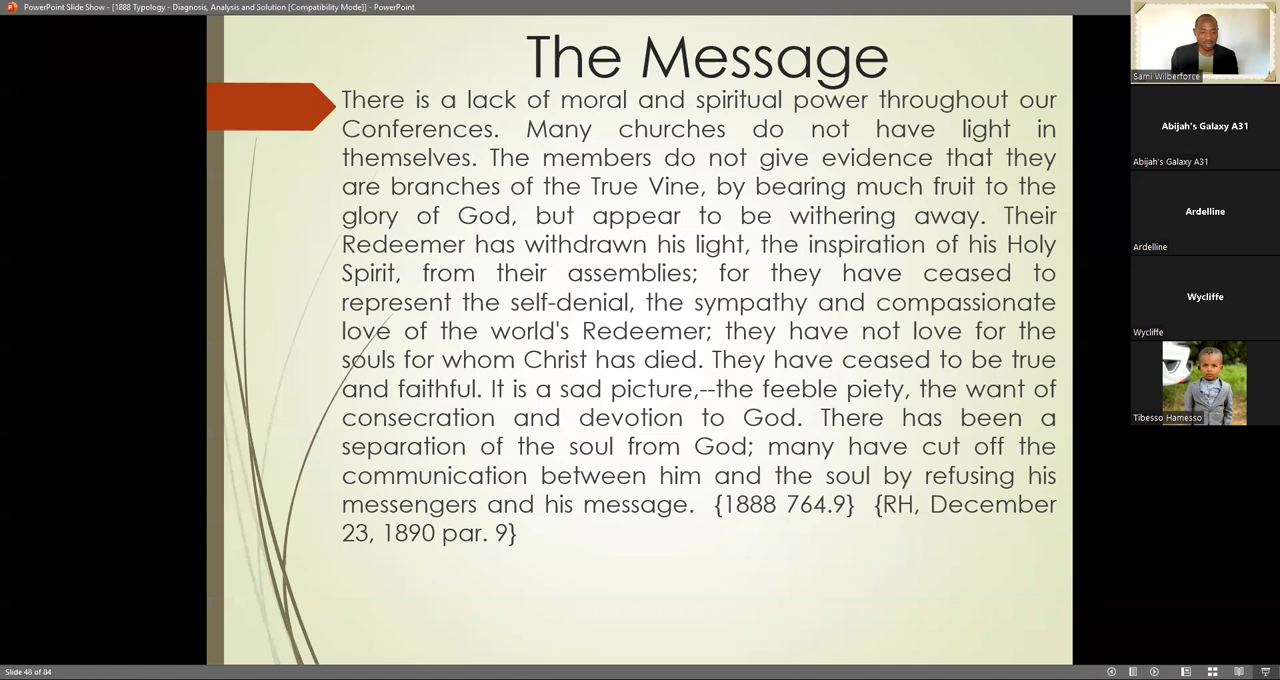 PowerPoint Slide Show - [1888 Typology - Diagnosis, Analysis and Solution [Compatibility Mode]] - PowerPoint
The Message
There is a lack of moral and spiritual power throughout our
Conferences. Many churches do not have light in
themselves. The members do not give evidence that they
are branches of the True Vine, by bearing much fruit to the
glory of God, but appear to be withering away. Their
Redeemer has withdrawn his light, the inspiration of his Holy
Spirit, from their assemblies; for they have ceased to
represent the self-denial, the sympathy and compassionate
love of the world's Redeemer; they have not love for the
souls for whom Christ has died. They have ceased to be true
and faithful. It is a sad picture,--the feeble piety, the want of
consecration and devotion to God. There has been a
separation of the soul from God; many have cut off the
communication between him and the soul by refusing his
messengers and his message. {1888 764.9} {RH, December
23, 1890 par. 9}
Sami Wilberforce
Abijah's Galaxy A31
Abijah's Galaxy A31
Ardelline
Ardelline
Wycliffe
Wycliffe
Tibesso Hamesso
Slide 48 of 84